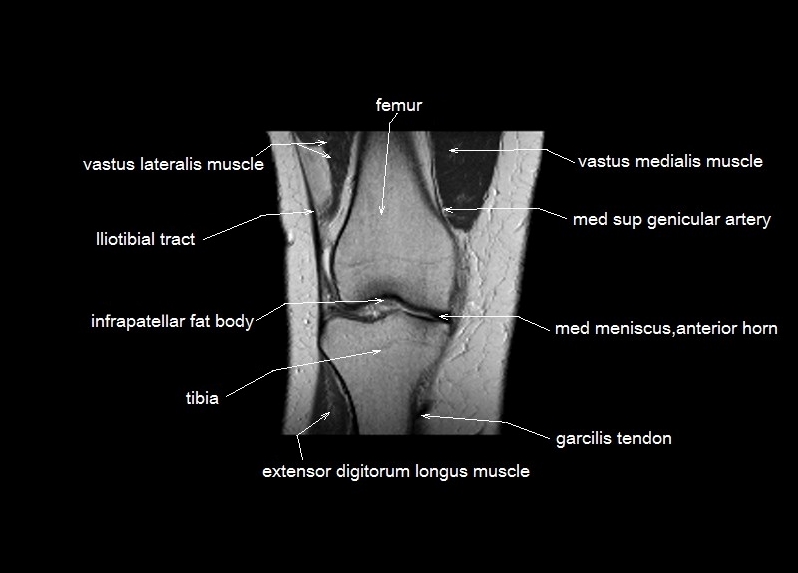 femur
vastus lateralis muscle
vastus medialis muscle
med sup genicular artery
lliotibial tract
infrapatellar fat body
med meniscus,anterior horn
tibia
garcilis tendon
extensor digitorum longus muscle